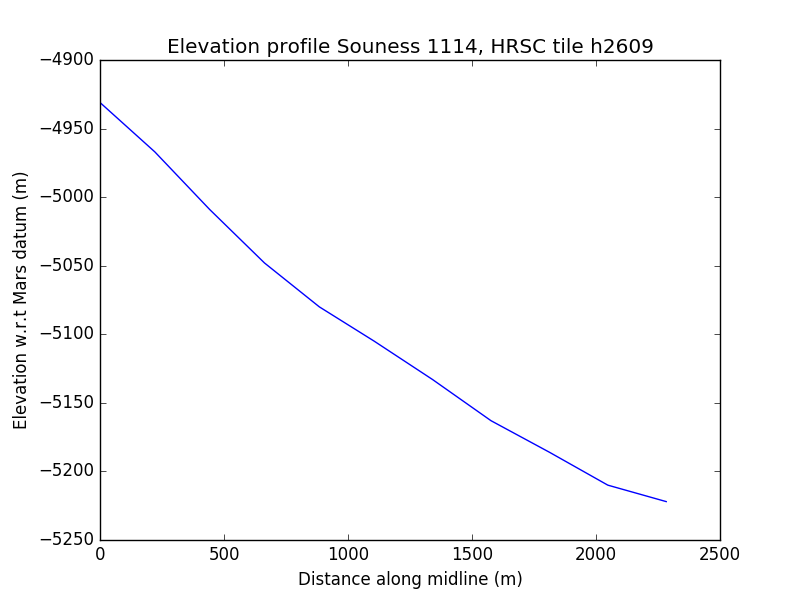 Elevation profile Souness 1114, HRSC tile h2609
−4900
−4950
−5000
−5050
−5100
−5150
−5200
−5250
Elevation w.r.t Mars datum (m)
0 500 1000 1500 2000 2500
Distance along midline (m)